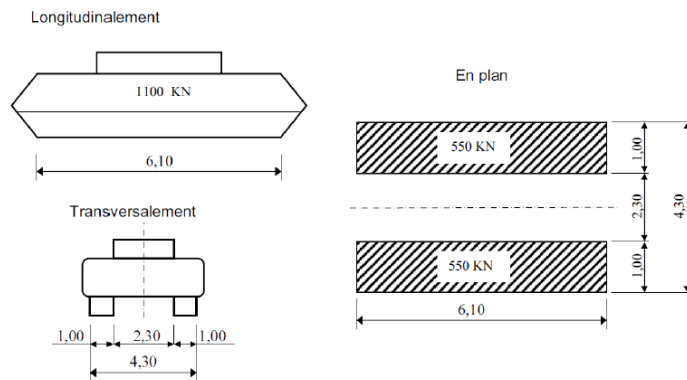 Longitudinalement
1100 KN
6,10
Transversalement
1,00 2,30 1,00
4,30
En plan
550 KN
1,00
2,30
4,30
550 KN
1,00
6,10